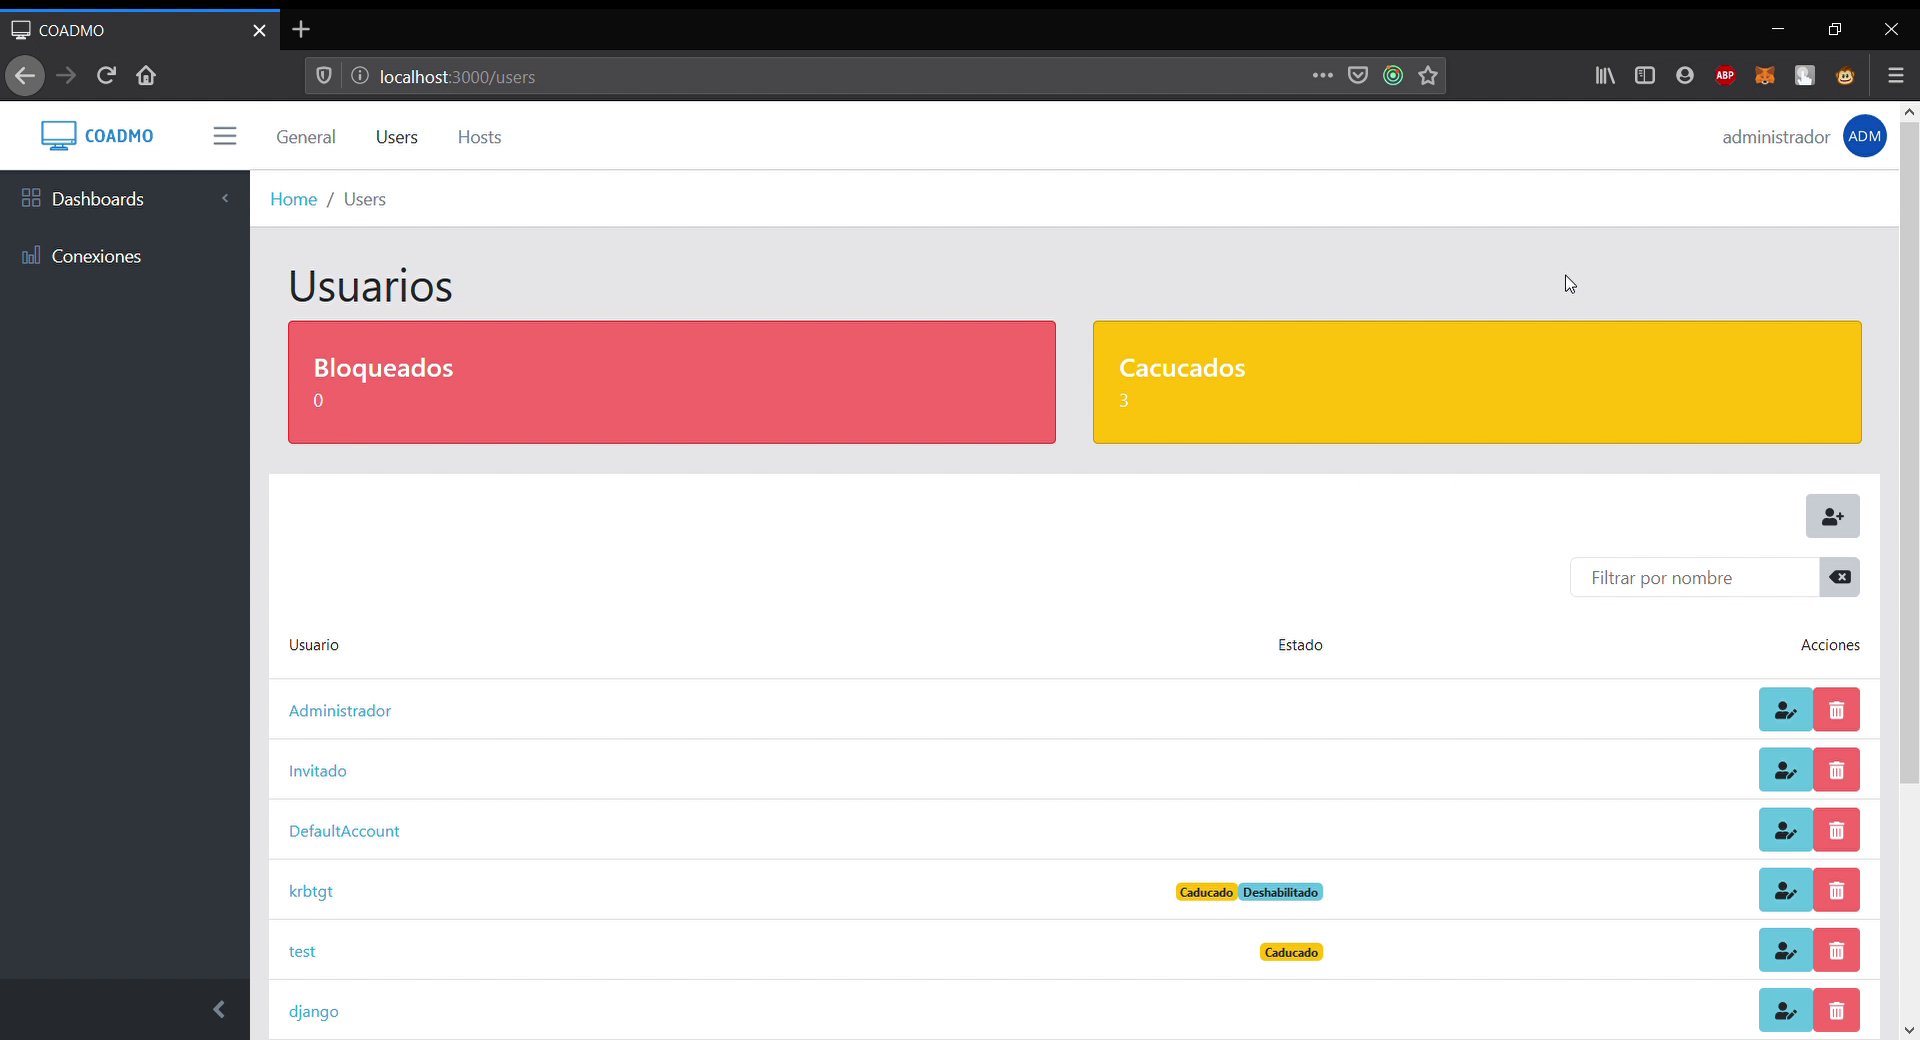 COADMO
localhost:3000/users
ABP
COADMO
General
Users
Hosts
administrador
ADM
Dashboards
Conexiones
Home / Users
Usuarios
Bloqueados
0
Cacucados
3
Filtrar por nombre
Usuario
Estado
Acciones
Administrador
Invitado
DefaultAccount
krbtgt
Caducado Deshabilitado
test
Caducado
django